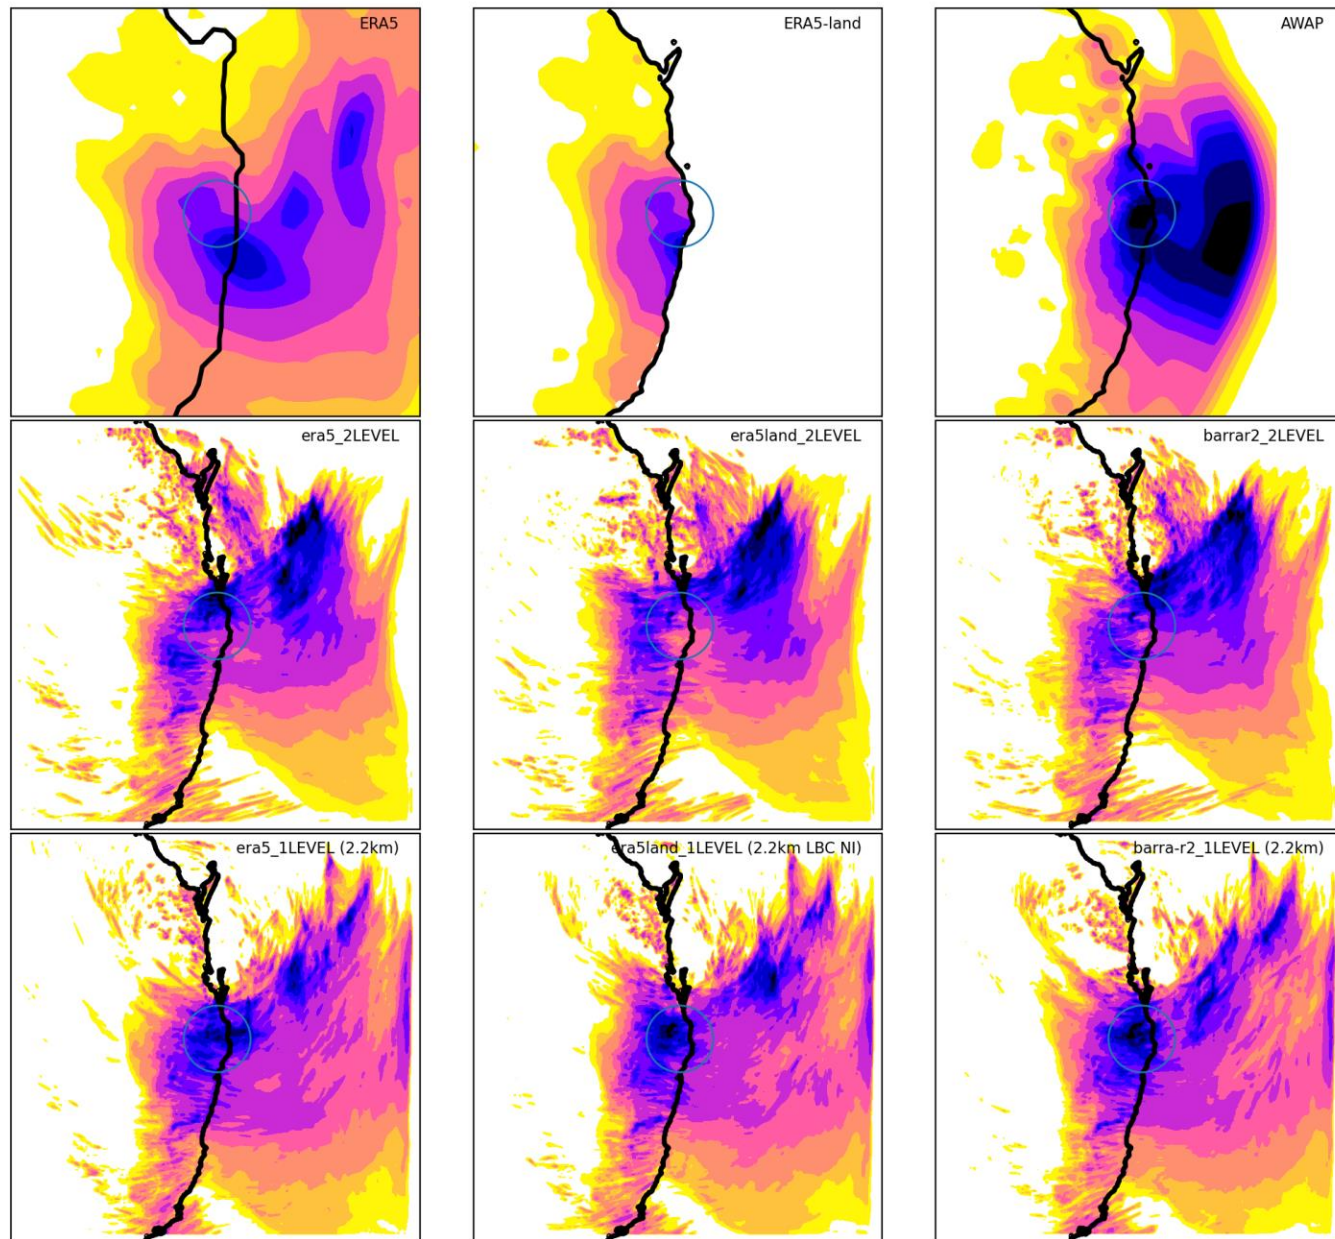 ERA5
ERA5-land
AWAP
era5_2LEVEL
era5land_2LEVEL
barrar2_2LEVEL
era5_1LEVEL (2.2km)
era5land_1LEVEL (2.2km LBC NI)
barra-r2_1LEVEL (2.2km)